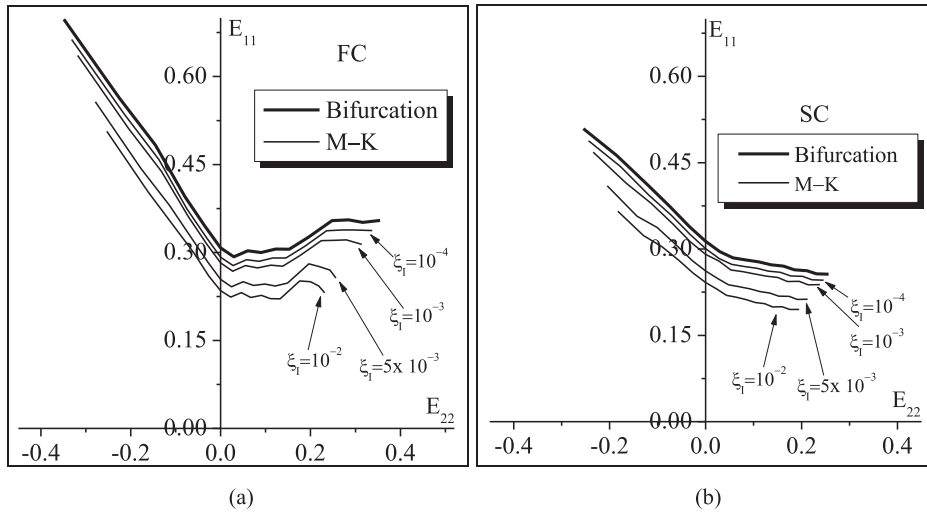 E11
FC
0.60
Bifurcation
M–K
0.45
0.30
ξI=10−4
ξI=10−3
0.15
ξI=10−2
ξI=5x 10−3
E22
0.00
-0.4 -0.2 0.0 0.2 0.4
(a)
E11
0.60
SC
Bifurcation
M–K
0.45
0.30
ξI=10−4
ξI=10−3
0.15
ξI=10−2
ξI=5x 10−3
E22
0.00
-0.4 -0.2 0.0 0.2 0.4
(b)